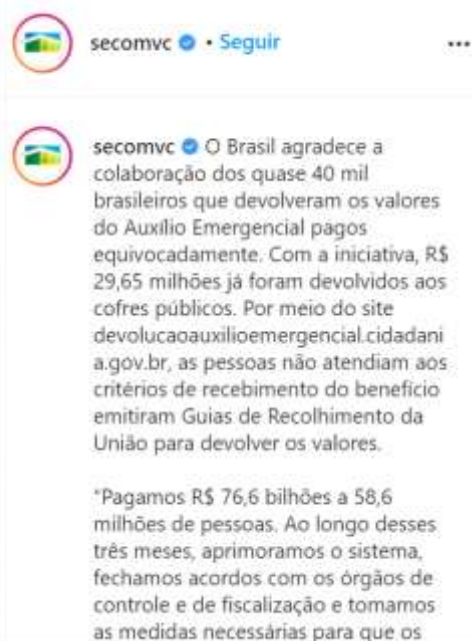 secomvc • Seguir
secomvc O Brasil agradece a
colaboração dos quase 40 mil
brasileiros que devolveram os valores
do Auxílio Emergencial pagos
equivocadamente. Com a iniciativa, R$
29,65 milhões já foram devolvidos aos
cofres públicos. Por meio do site
devolucaoauxilioemergencial.cidadani
a.gov.br, as pessoas não atendiam aos
critérios de recebimento do benefício
emitiram Guias de Recolhimento da
União para devolver os valores.
"Pagamos R$ 76,6 bilhões a 58,6
milhões de pessoas. Ao longo desses
três meses, aprimoramos o sistema,
fechamos acordos com os órgãos de
controle e de fiscalização e tomamos
as medidas necessárias para que os